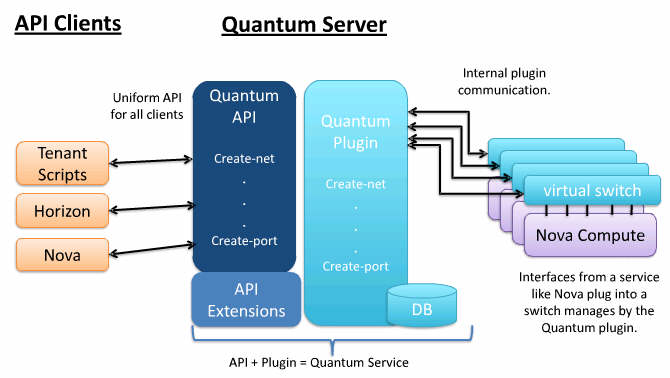 API Clients
Quantum Server
Uniform API
for all clients
Tenant
Scripts
Horizon
Nova
Quantum
API
Create-net
.
.
.
Create-port
API
Extensions
Quantum
Plugin
Create-net
.
.
.
Create-port
DB
API + Plugin = Quantum Service
Internal plugin
communication.
virtual switch
Nova Compute
Interfaces from a service
like Nova plug into a
switch manages by the
Quantum plugin.